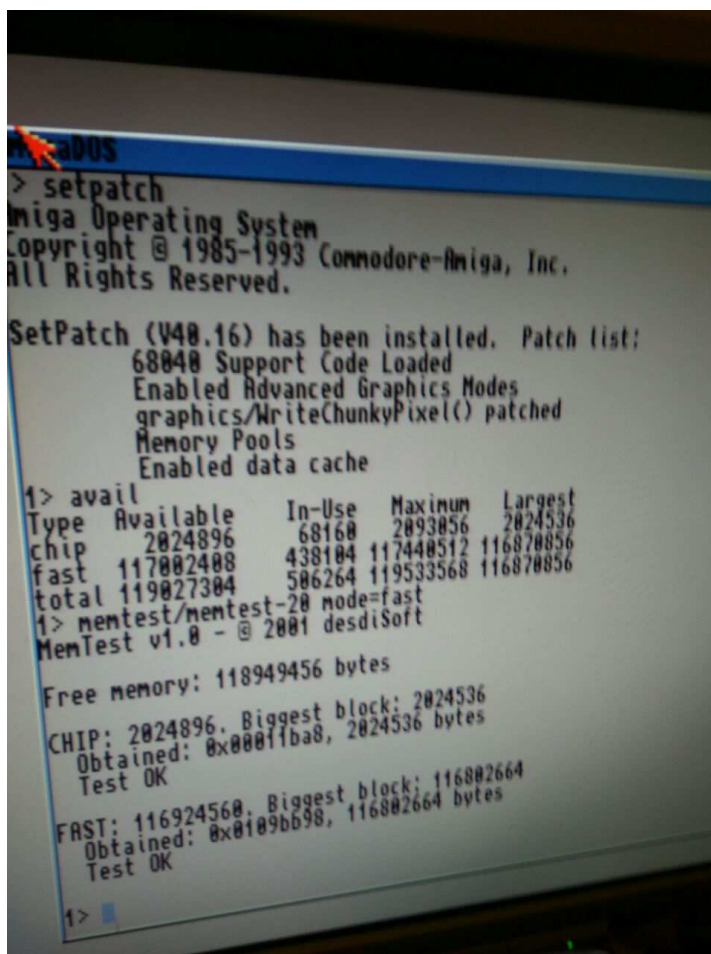 AmigaDOS
> setpatch
Amiga Operating System
Copyright © 1985-1993 Commodore-Amiga, Inc.
All Rights Reserved.
SetPatch (V40.16) has been installed. Patch list:
68040 Support Code Loaded
Enabled Advanced Graphics Modes
graphics/WriteChunkyPixel() patched
Memory Pools
Enabled data cache
1> avail
Type Available In-Use Maximum Largest
chip 2024896 68160 2093056 2024536
fast 117002408 438104 117440512 116870856
total 119027304 506264 119533568 116870856
1> memtest/memtest-20 mode=fast
MemTest v1.0 - © 2001 desdiSoft
Free memory: 118949456 bytes
CHIP: 2024896. Biggest block: 2024536
Obtained: 0x00011ba8, 2024536 bytes
Test OK
FAST: 116924560. Biggest block: 116802664
Obtained: 0x0109bb98, 116802664 bytes
Test OK
1>